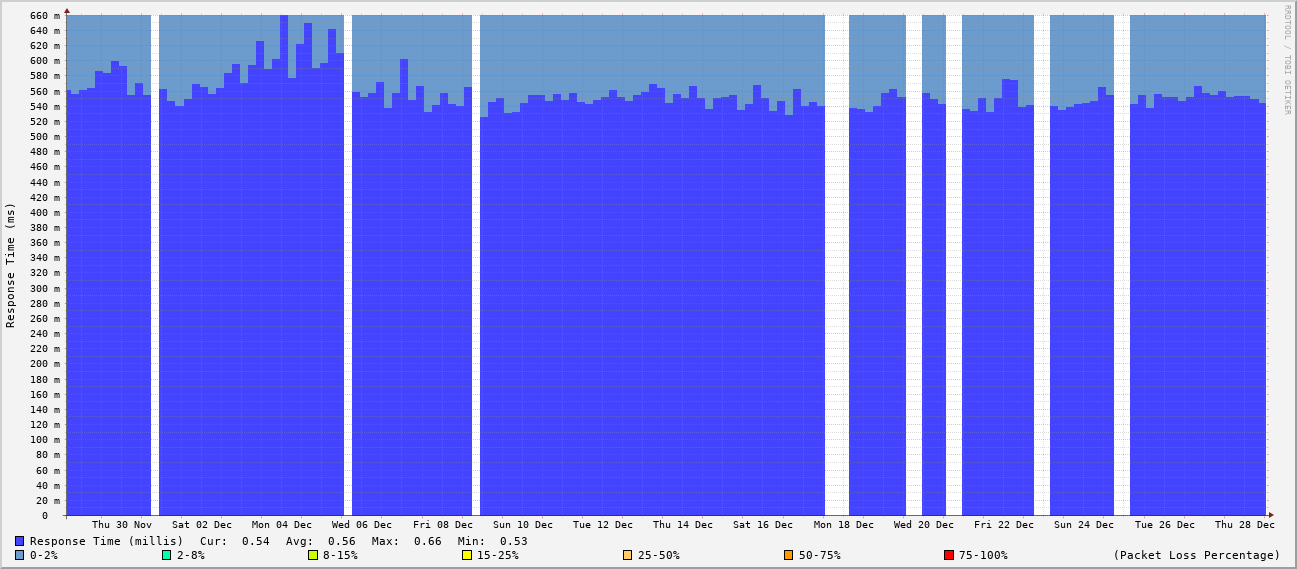 RRDTOOL / TOBI OETIKER
Response Time (ms)
660 m
640 m
620 m
600 m
580 m
560 m
540 m
520 m
500 m
480 m
460 m
440 m
420 m
400 m
380 m
360 m
340 m
320 m
300 m
280 m
260 m
240 m
220 m
200 m
180 m
160 m
140 m
120 m
100 m
80 m
60 m
40 m
20 m
0
Thu 30 Nov Sat 02 Dec Mon 04 Dec Wed 06 Dec Fri 08 Dec Sun 10 Dec Tue 12 Dec Thu 14 Dec Sat 16 Dec Mon 18 Dec Wed 20 Dec Fri 22 Dec Sun 24 Dec Tue 26 Dec Thu 28 Dec
Response Time (millis) Cur: 0.54 Avg: 0.56 Max: 0.66 Min: 0.53
0-2% 2-8% 8-15% 15-25% 25-50% 50-75% 75-100% (Packet Loss Percentage)